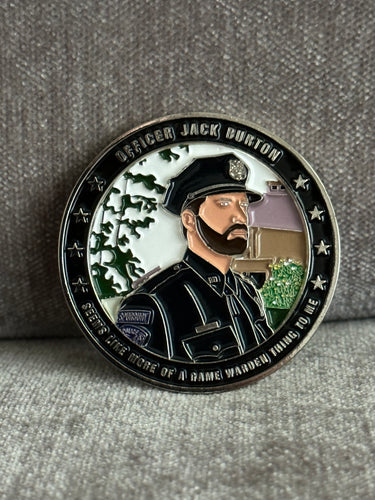 OFFICER JACK BURTON
SEEMS LIKE MORE OF A GAME WARDEN THING TO ME